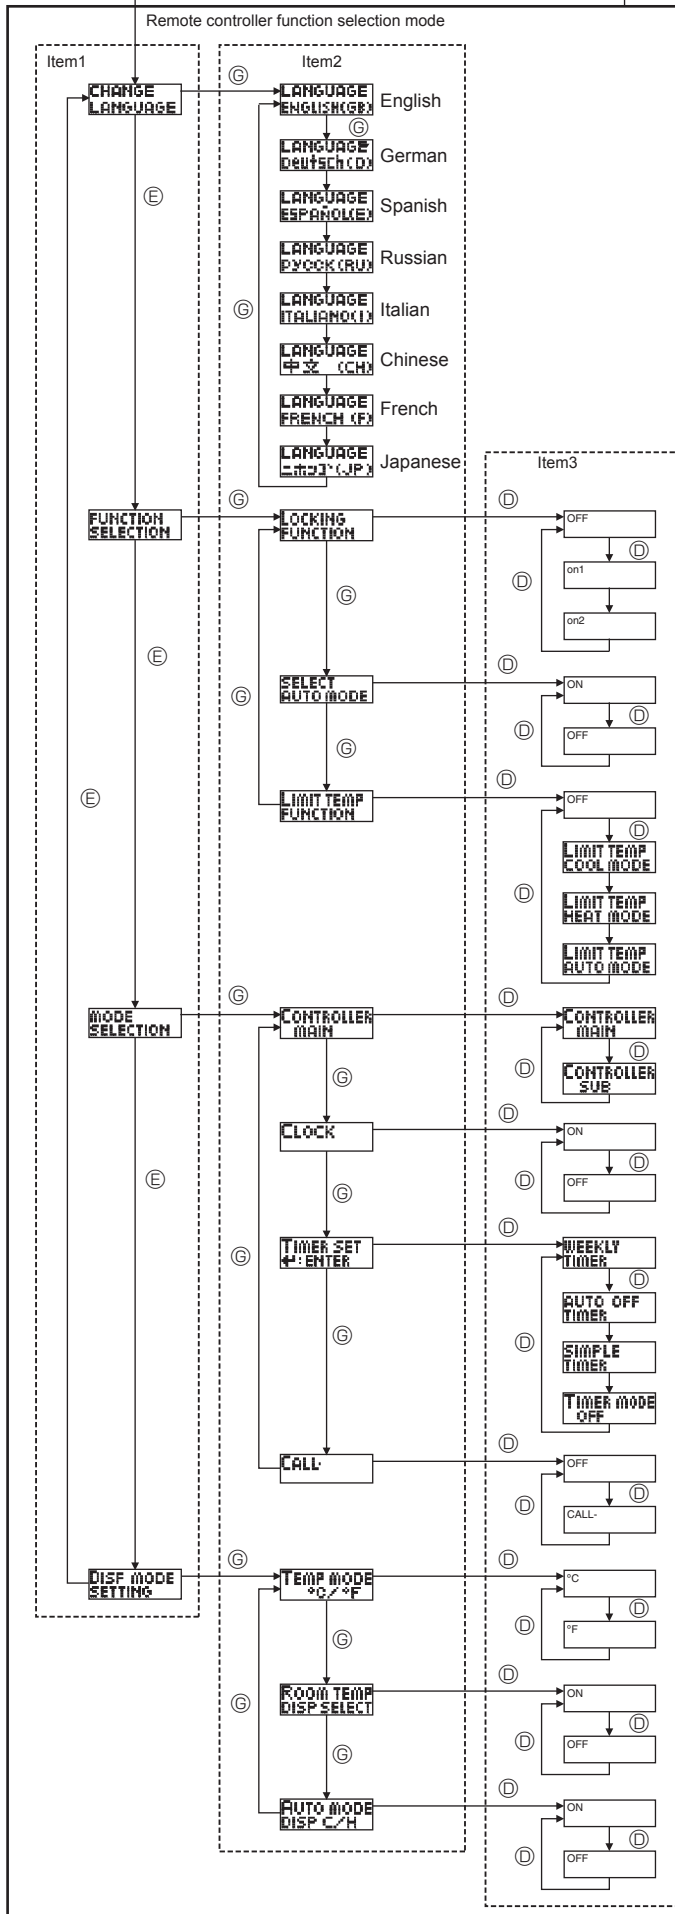 Remote controller function selection mode
Item1
Item2
CHANGE
LANGUAGE
Ⓖ
LANGUAGE
ENGLISH(GB)
English
Ⓖ
LANGUAGE
Deutsch(D)
German
Ⓔ
LANGUAGE
ESPAÑOL(E)
Spanish
LANGUAGE
РУССК(RU)
Russian
Ⓖ
LANGUAGE
ITALIANO(I)
Italian
LANGUAGE
中文 (CH)
Chinese
LANGUAGE
FRENCH (F)
French
LANGUAGE
ニホンゴ(JP)
Japanese
Item3
FUNCTION
SELECTION
Ⓖ
LOCKING
FUNCTION
Ⓓ
OFF
Ⓓ
Ⓓ
on1
on2
Ⓖ
Ⓔ
Ⓖ
SELECT
AUTO MODE
Ⓓ
ON
Ⓓ
Ⓓ
OFF
Ⓖ
Ⓔ
LIMIT TEMP
FUNCTION
Ⓓ
OFF
Ⓓ
LIMIT TEMP
COOL MODE
Ⓓ
LIMIT TEMP
HEAT MODE
LIMIT TEMP
AUTO MODE
MODE
SELECTION
Ⓖ
CONTROLLER
MAIN
Ⓓ
CONTROLLER
MAIN
Ⓓ
Ⓓ
CONTROLLER
SUB
Ⓖ
CLOCK
Ⓓ
ON
Ⓓ
Ⓓ
OFF
Ⓔ
Ⓖ
Ⓖ
TIMER SET
↵:ENTER
Ⓓ
WEEKLY
TIMER
Ⓓ
AUTO OFF
TIMER
Ⓓ
SIMPLE
TIMER
TIMER MODE
OFF
Ⓖ
CALL-
Ⓓ
OFF
Ⓓ
Ⓓ
CALL-
DISP MODE
SETTING
Ⓖ
TEMP MODE
°C/°F
Ⓓ
°C
Ⓓ
Ⓓ
°F
Ⓖ
Ⓖ
ROOM TEMP
DISP SELECT
Ⓓ
ON
Ⓓ
Ⓓ
OFF
Ⓖ
AUTO MODE
DISP C/H
Ⓓ
ON
Ⓓ
Ⓓ
OFF